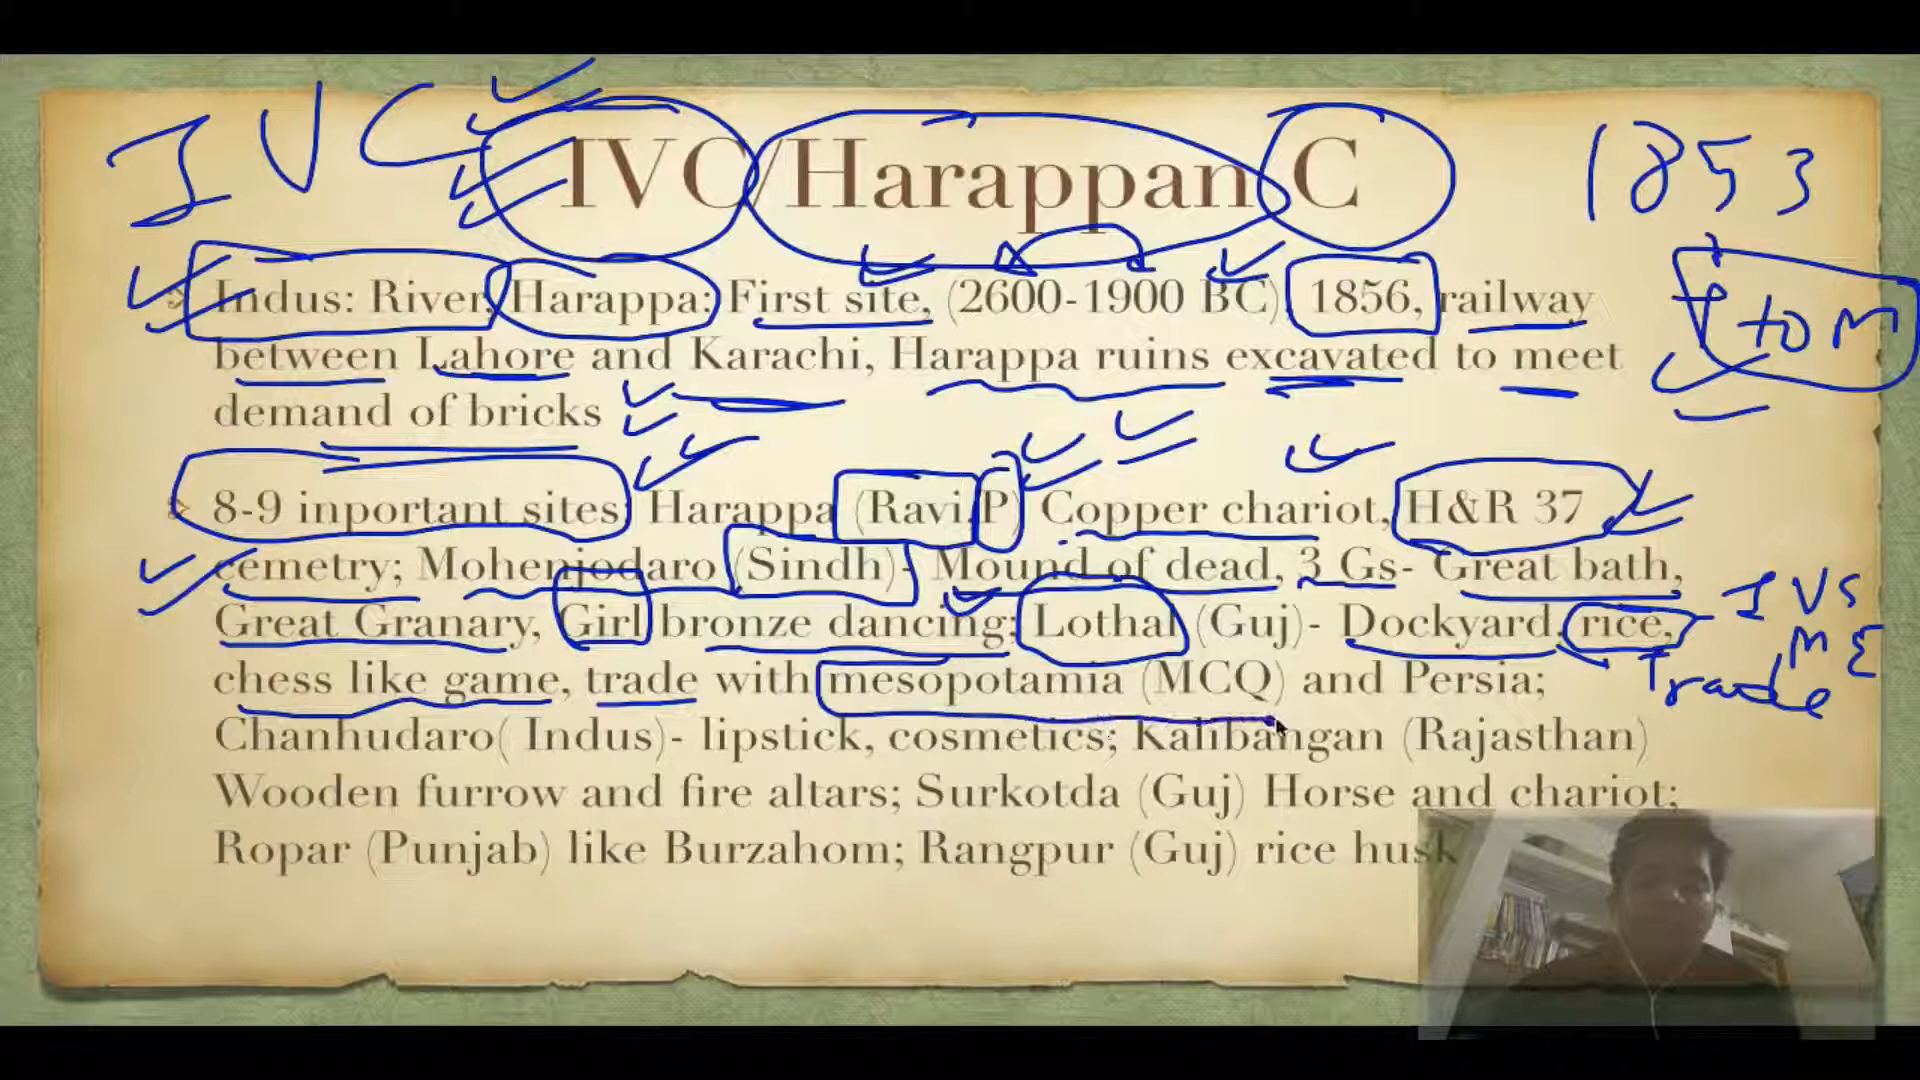 IVC IVC/Harappan C 1853
Indus: River, Harappa: First site, (2600-1900 BC), 1856, railway
between Lahore and Karachi, Harappa ruins excavated to meet
P to M
demand of bricks
8-9 inportant sites: Harappa (Ravi,P) Copper chariot, H&R 37
cemetry; Mohenjodaro (Sindh)- Mound of dead, 3 Gs- Great bath,
Great Granary, Girl bronze dancing; Lothal (Guj)- Dockyard, rice, IVS
ME
chess like game, trade with mesopotamia (MCQ) and Persia; Trade
Chanhudaro( Indus)- lipstick, cosmetics; Kalibangan (Rajasthan)
Wooden furrow and fire altars; Surkotda (Guj) Horse and chariot;
Ropar (Punjab) like Burzahom; Rangpur (Guj) rice husk